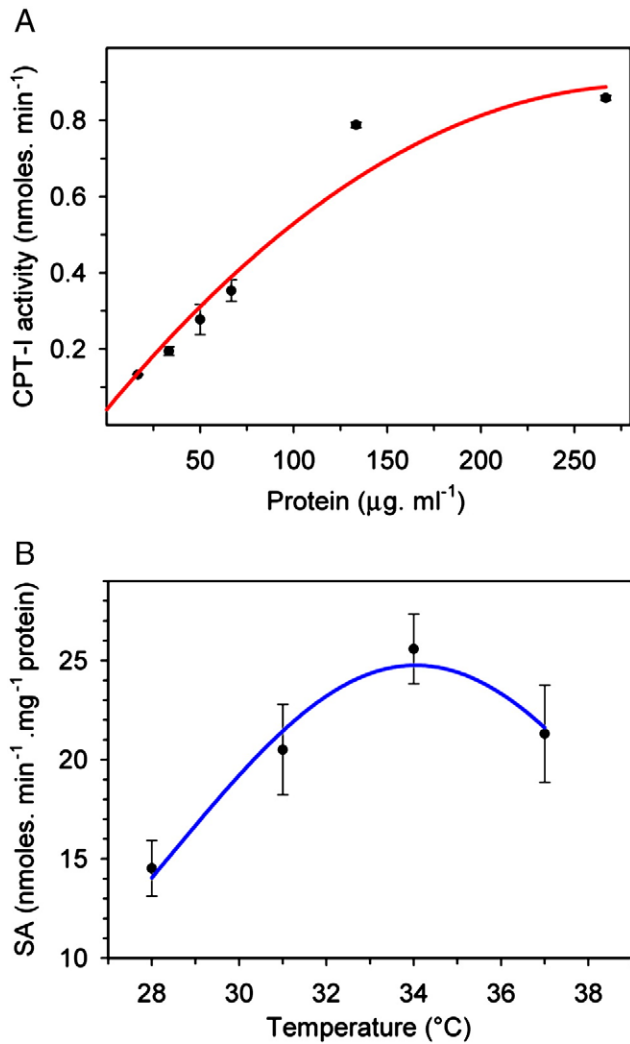 A
CPT-I activity (nmoles. min⁻¹)
0.8
0.6
0.4
0.2
50 100 150 200 250
Protein (µg. ml⁻¹)
B
SA (nmoles. min⁻¹ .mg⁻¹ protein)
25
20
15
10
28 30 32 34 36 38
Temperature (°C)